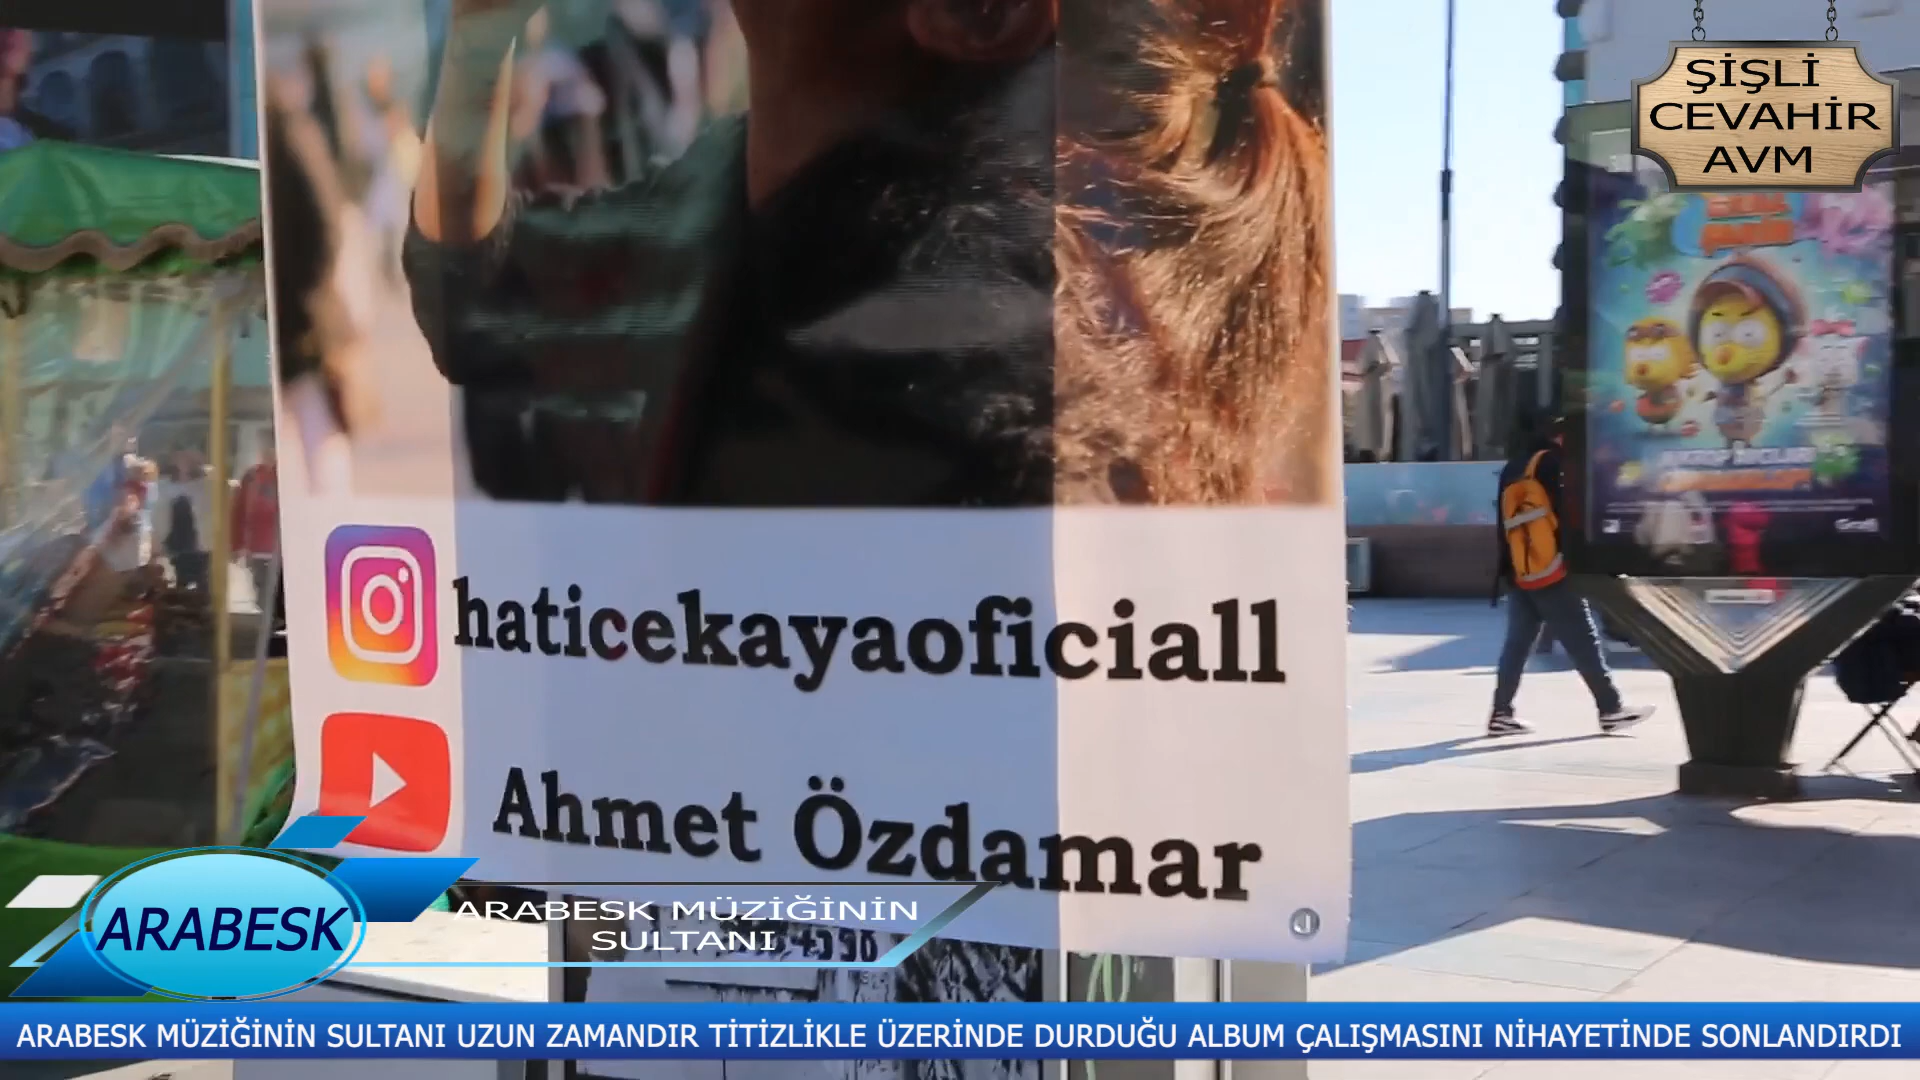 ŞİŞLİ
CEVAHİR
AVM
haticekayaoficiall
Ahmet Özdamar
ARABESK
ARABESK MÜZİĞİNİN
SULTANI
ARABESK MÜZİĞİNİN SULTANI UZUN ZAMANDIR TİTİZLİKLE ÜZERİNDE DURDUĞU ALBUM ÇALIŞMASINI NİHAYETİNDE SONLANDIRDI